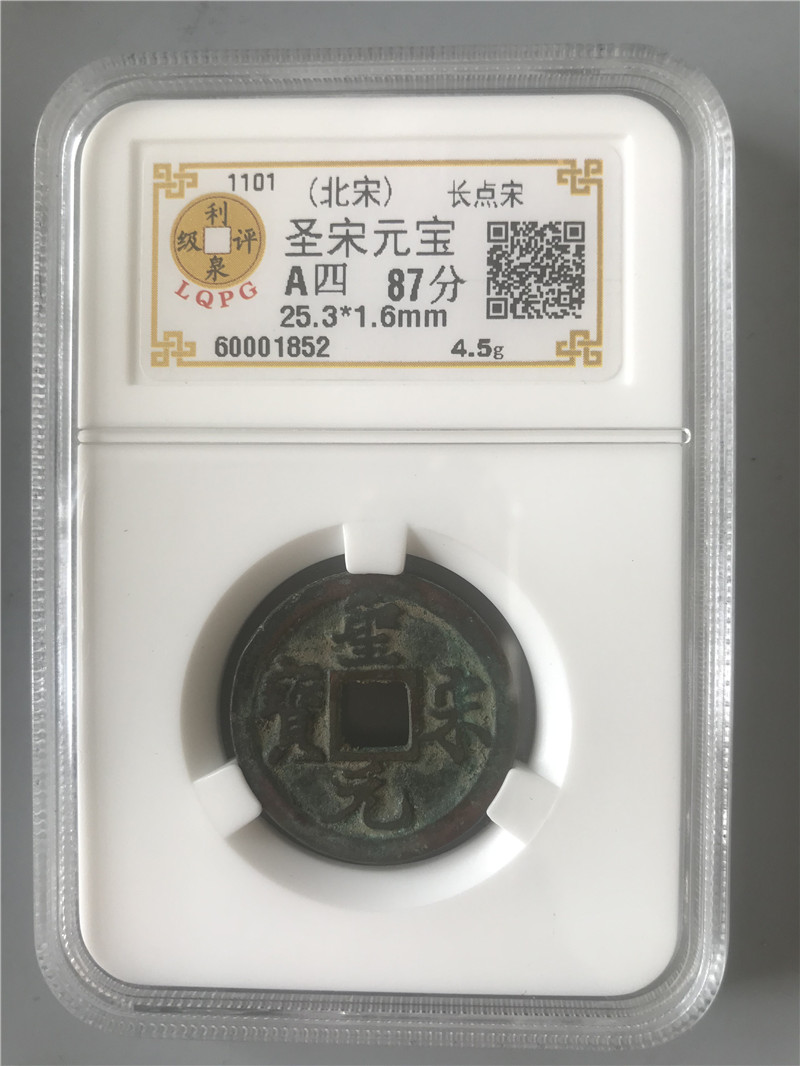 1101 （北宋） 长点宋
利泉评级
LQPG
圣宋元宝
A四 87分
25.3*1.6mm
60001852 4.5g
聖宋元寶